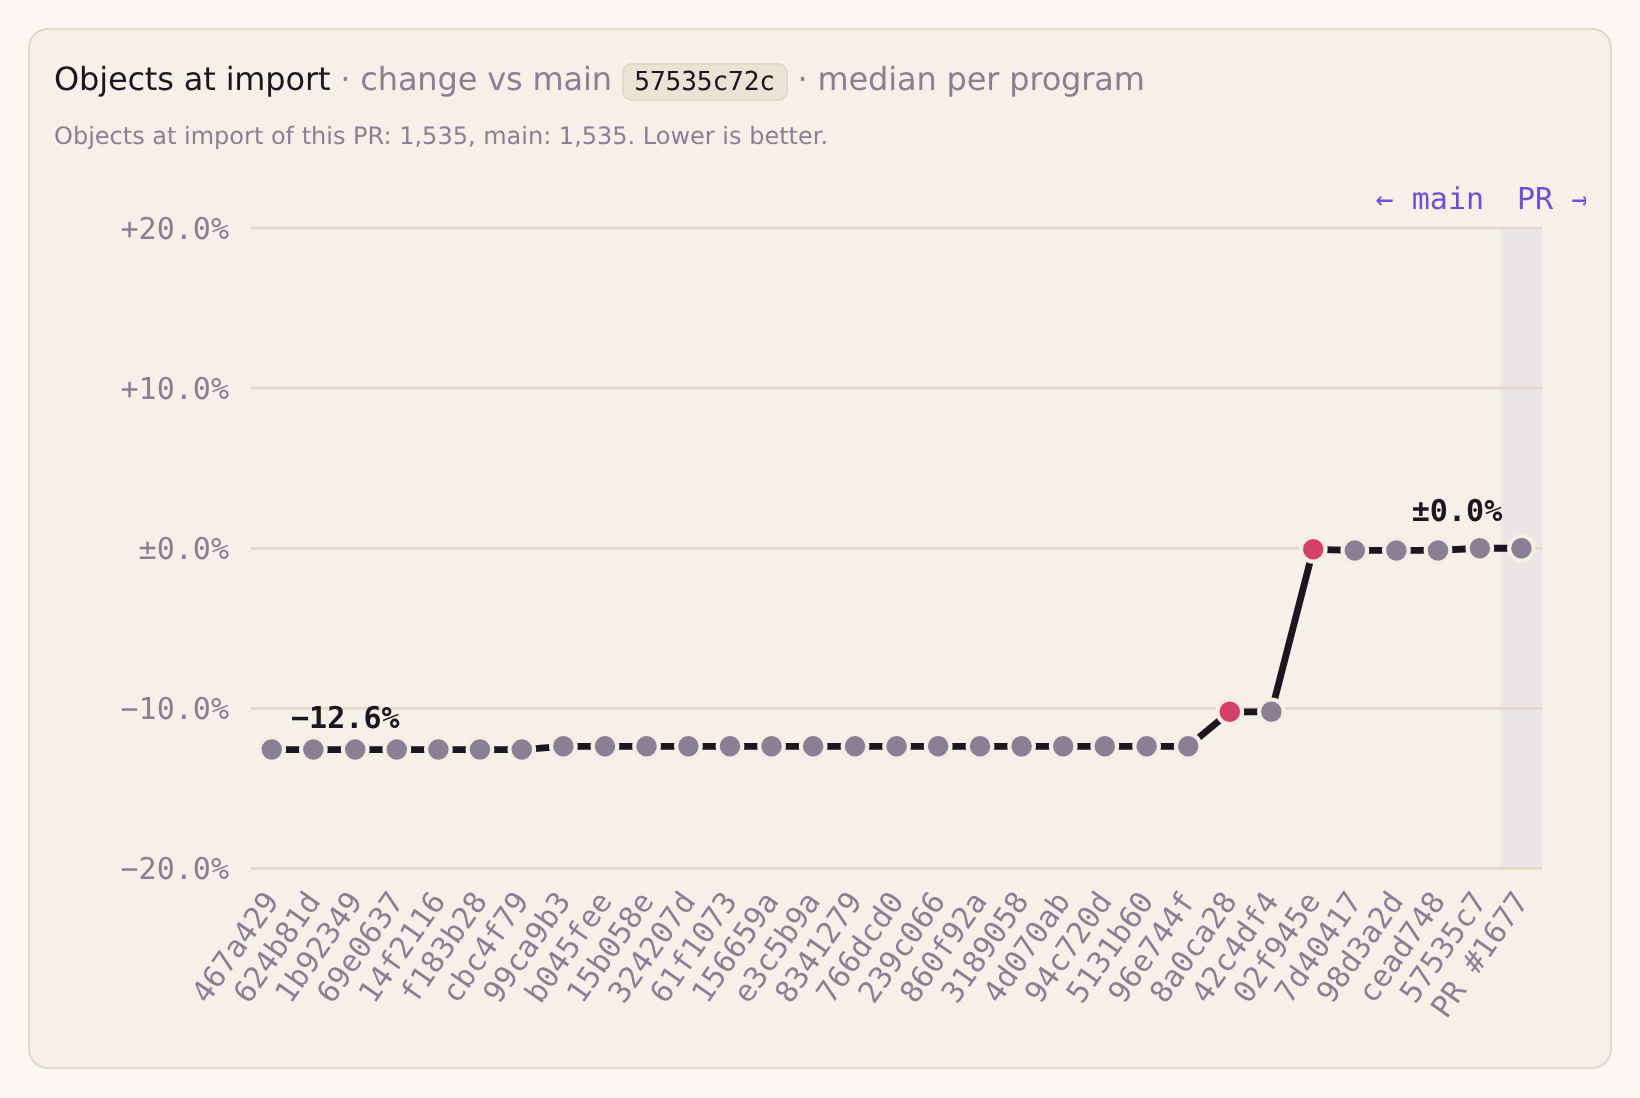 Objects at import · change vs main 57535c72c · median per program
Objects at import of this PR: 1,535, main: 1,535. Lower is better.
← main PR →
+20.0%
+10.0%
±0.0%
−10.0%
−20.0%
−12.6%
±0.0%
467a429
624b81d
1b92349
69e0637
14f2116
f183b28
cbc4f79
99ca9b3
b045fee
15b058e
324207d
61f1073
156659a
e3c5b9a
8341279
766dcd0
239c066
860f92a
3189058
4d070ab
94c720d
5131b60
96e744f
8a0ca28
42c4df4
02f945e
7d40417
98d3a2d
cead748
57535c7
PR #1677